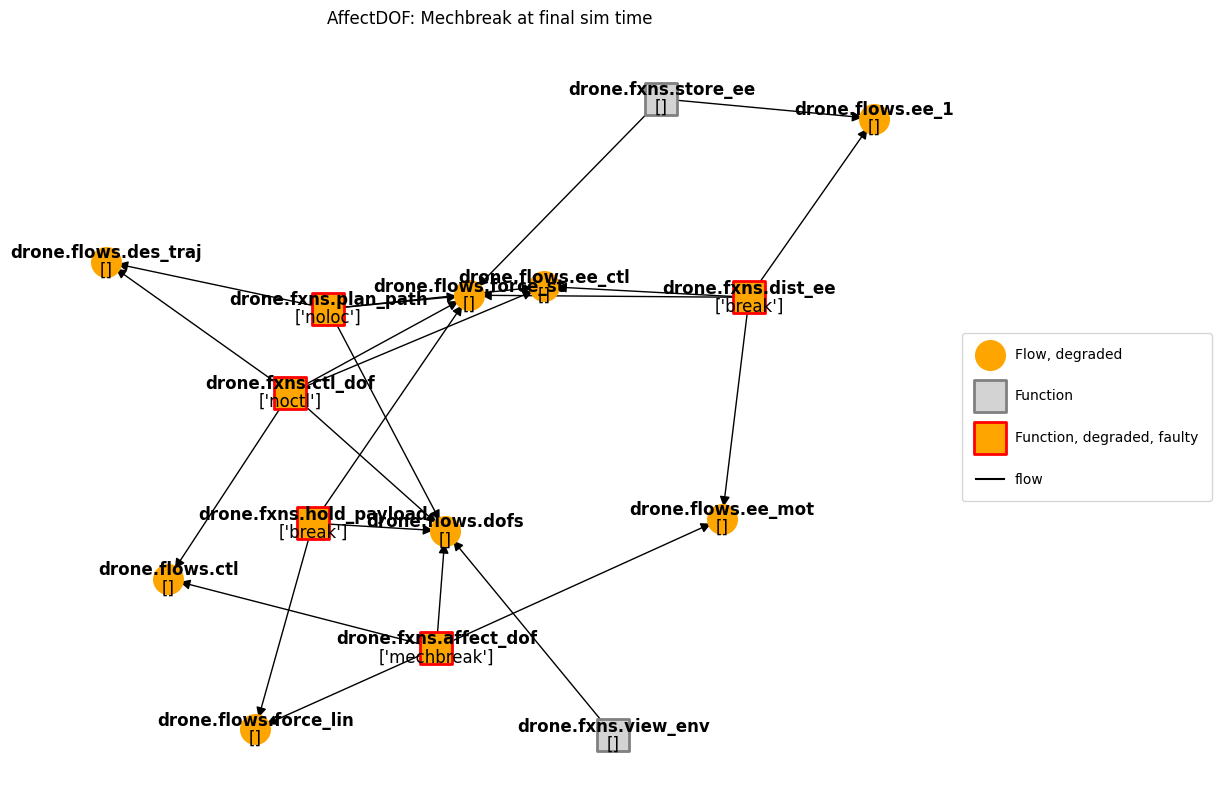 AffectDOF: Mechbreak at final sim time
drone.fxns.store_ee
[]
drone.flows.ee_1
[]
drone.flows.des_traj
[]
drone.flows.ee_ctl
[]
drone.flows.force_st
[]
drone.fxns.dist_ee
['break']
drone.fxns.plan_path
['noloc']
drone.fxns.ctl_dof
['noctl']
drone.fxns.hold_payload
['break']
drone.flows.dofs
[]
drone.flows.ee_mot
[]
drone.flows.ctl
[]
drone.fxns.affect_dof
['mechbreak']
drone.flows.force_lin
[]
drone.fxns.view_env
[]
Flow, degraded
Function
Function, degraded, faulty
flow